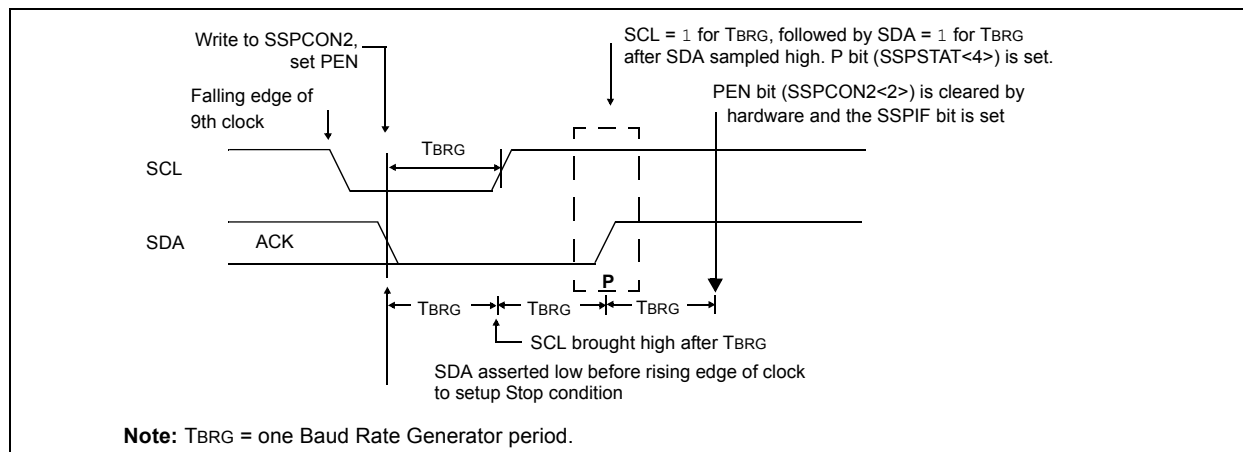 Write to SSPCON2,
set PEN
SCL = 1 for TBRG, followed by SDA = 1 for TBRG
after SDA sampled high. P bit (SSPSTAT<4>) is set.
Falling edge of
9th clock
PEN bit (SSPCON2<2>) is cleared by
hardware and the SSPIF bit is set
TBRG
SCL
SDA
ACK
P
TBRG
TBRG
TBRG
SCL brought high after TBRG
SDA asserted low before rising edge of clock
to setup Stop condition
Note: TBRG = one Baud Rate Generator period.